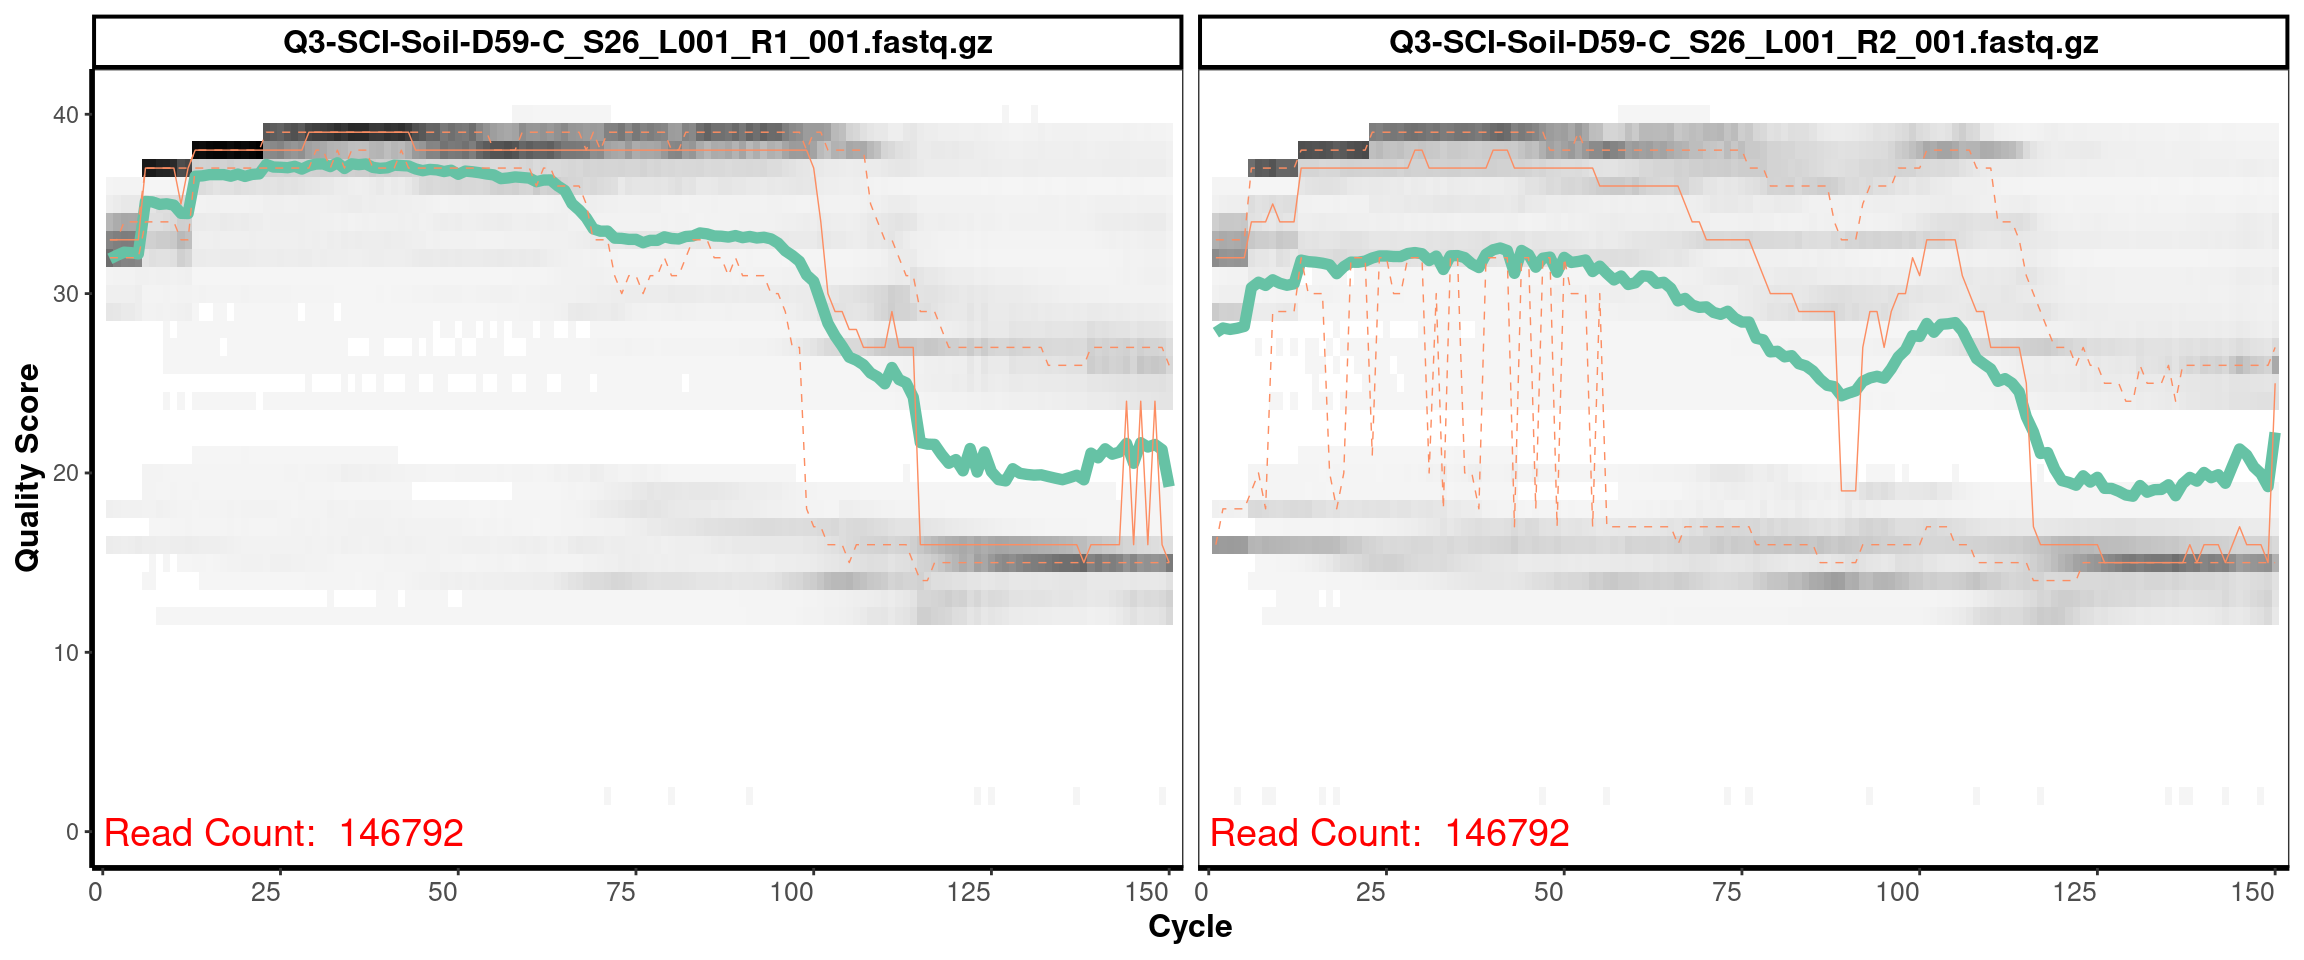 Q3-SCI-Soil-D59-C_S26_L001_R1_001.fastq.gz
Q3-SCI-Soil-D59-C_S26_L001_R2_001.fastq.gz
40
30
20
10
0
Quality Score
Read Count: 146792
Read Count: 146792
0 25 50 75 100 125 150
0 25 50 75 100 125 150
Cycle